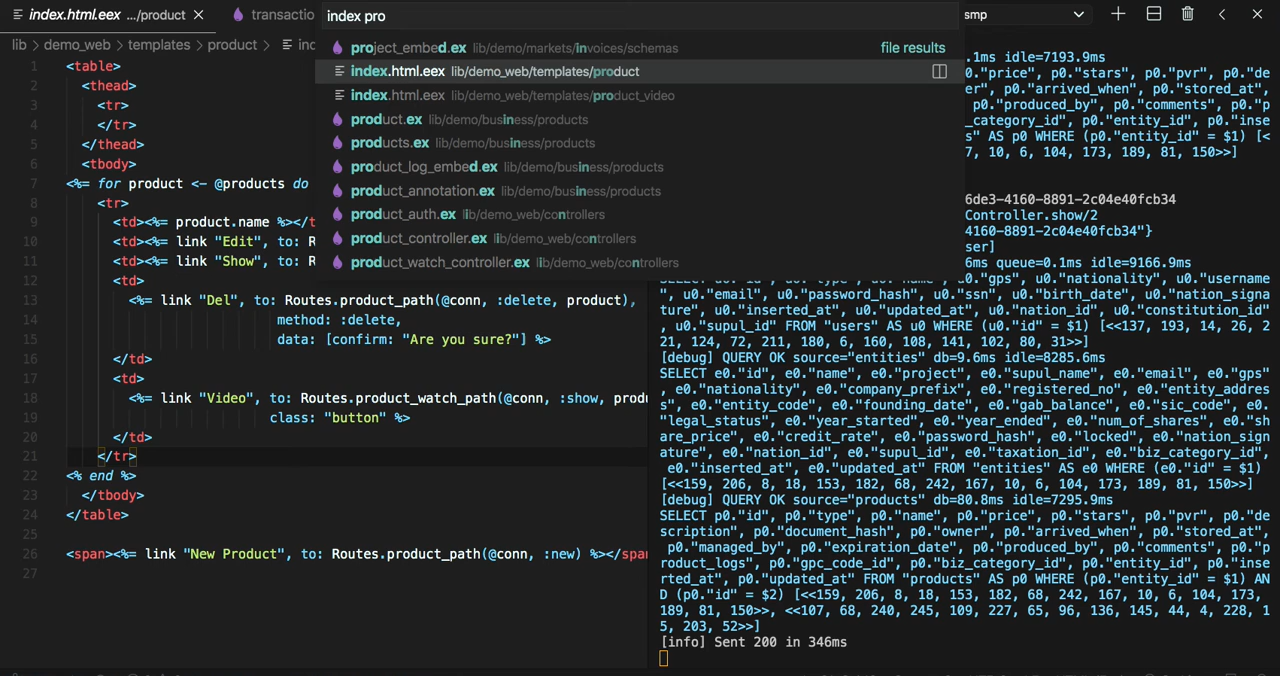 index.html.eex .../product
transactio
index pro
smp
lib > demo_web > templates > product >
project_embed.ex lib/demo/markets/invoices/schemas
file results
index.html.eex lib/demo_web/templates/product
index.html.eex lib/demo_web/templates/product_video
product.ex lib/demo/business/products
products.ex lib/demo/business/products
product_log_embed.ex lib/demo/business/products
product_annotation.ex lib/demo/business/products
product_auth.ex lib/demo_web/controllers
product_controller.ex lib/demo_web/controllers
product_watch_controller.ex lib/demo_web/controllers
1 <table>
2 <thead>
3 <tr>
4 </tr>
5 </thead>
6 <tbody>
7 <%= for product <- @products do
8 <tr>
9 <td><%= product.name %></t
10 <td><%= link "Edit", to: R
11 <td><%= link "Show", to: R
12 <td>
13 <%= link "Del", to: Routes.product_path(@conn, :delete, product),
14 method: :delete,
15 data: [confirm: "Are you sure?"] %>
16 </td>
17 <td>
18 <%= link "Video", to: Routes.product_watch_path(@conn, :show, produ
19 class: "button" %>
20 </td>
21 </tr>
22 <% end %>
23 </tbody>
24 </table>
25
26 <span><%= link "New Product", to: Routes.product_path(@conn, :new) %></span
27
.1ms idle=7193.9ms
0."price", p0."stars", p0."pvr", p0."de
er", p0."arrived_when", p0."stored_at",
p0."produced_by", p0."comments", p0."p
_category_id", p0."entity_id", p0."inse
s" AS p0 WHERE (p0."entity_id" = $1) [<
7, 10, 6, 104, 173, 189, 81, 150>>]
6de3-4160-8891-2c04e40fcb34
Controller.show/2
4160-8891-2c04e40fcb34"}
ser]
6ms queue=0.1ms idle=9166.9ms
SELECT u0."id", u0."type", u0."name", u0."gps", u0."nationality", u0."username
", u0."email", u0."password_hash", u0."ssn", u0."birth_date", u0."nation_signa
ture", u0."inserted_at", u0."updated_at", u0."nation_id", u0."constitution_id"
, u0."supul_id" FROM "users" AS u0 WHERE (u0."id" = $1) [<<137, 193, 14, 26, 2
21, 124, 72, 211, 180, 6, 160, 108, 141, 102, 80, 31>>]
[debug] QUERY OK source="entities" db=9.6ms idle=8285.6ms
SELECT e0."id", e0."name", e0."project", e0."supul_name", e0."email", e0."gps"
, e0."nationality", e0."company_prefix", e0."registered_no", e0."entity_addres
s", e0."entity_code", e0."founding_date", e0."gab_balance", e0."sic_code", e0.
"legal_status", e0."year_started", e0."year_ended", e0."num_of_shares", e0."sh
are_price", e0."credit_rate", e0."password_hash", e0."locked", e0."nation_sign
ature", e0."nation_id", e0."supul_id", e0."taxation_id", e0."biz_category_id",
e0."inserted_at", e0."updated_at" FROM "entities" AS e0 WHERE (e0."id" = $1)
[<<159, 206, 8, 18, 153, 182, 68, 242, 167, 10, 6, 104, 173, 189, 81, 150>>]
[debug] QUERY OK source="products" db=80.8ms idle=7295.9ms
SELECT p0."id", p0."type", p0."name", p0."price", p0."stars", p0."pvr", p0."de
scription", p0."document_hash", p0."owner", p0."arrived_when", p0."stored_at",
p0."managed_by", p0."expiration_date", p0."produced_by", p0."comments", p0."p
roduct_logs", p0."gpc_code_id", p0."biz_category_id", p0."entity_id", p0."inse
rted_at", p0."updated_at" FROM "products" AS p0 WHERE (p0."entity_id" = $1) AN
D (p0."id" = $2) [<<159, 206, 8, 18, 153, 182, 68, 242, 167, 10, 6, 104, 173,
189, 81, 150>>, <<107, 68, 240, 245, 109, 227, 65, 96, 136, 145, 44, 4, 228, 1
5, 203, 52>>]
[info] Sent 200 in 346ms